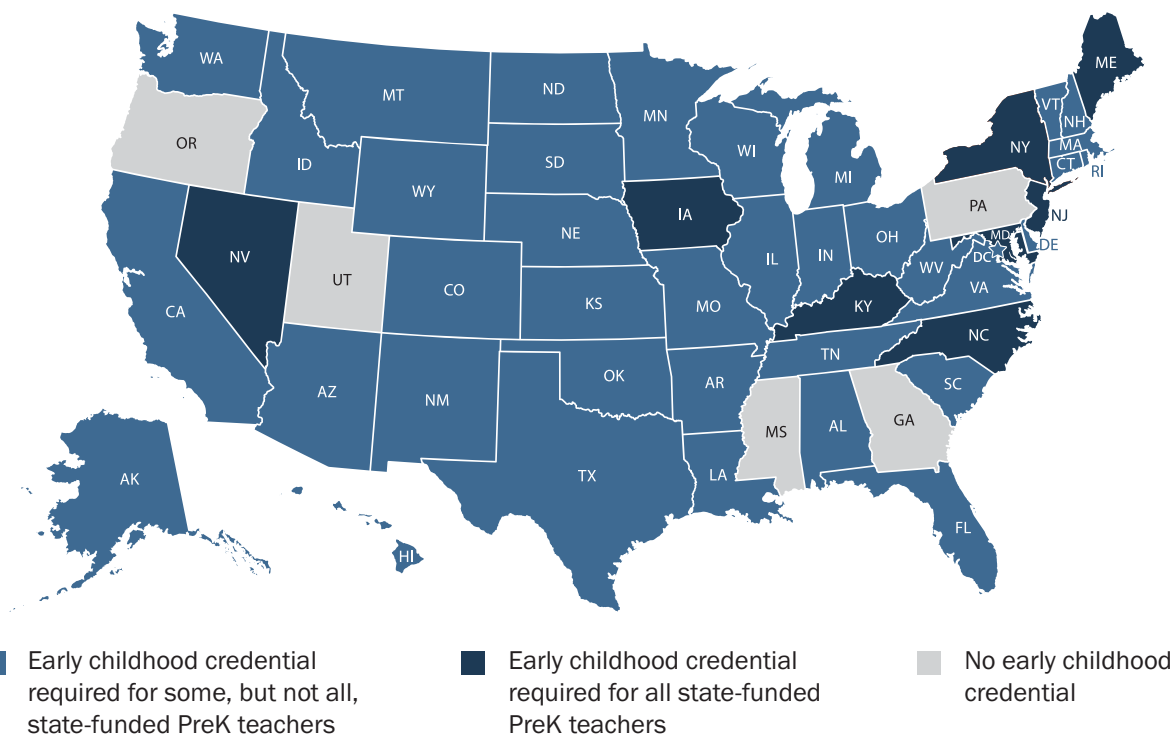 WA
MT
ND
MN
ME
OR
ID
SD
WI
VT
NH
NY
MA
CT
RI
WY
MI
IA
PA
NJ
NV
NE
OH
MD
DE
UT
CO
IL
IN
WV
DC
VA
CA
KS
MO
KY
NC
TN
AZ
NM
OK
AR
SC
MS
AL
GA
AK
TX
LA
FL
HI
Early childhood credential
required for some, but not all,
state-funded PreK teachers
Early childhood credential
required for all state-funded
PreK teachers
No early childhood
credential